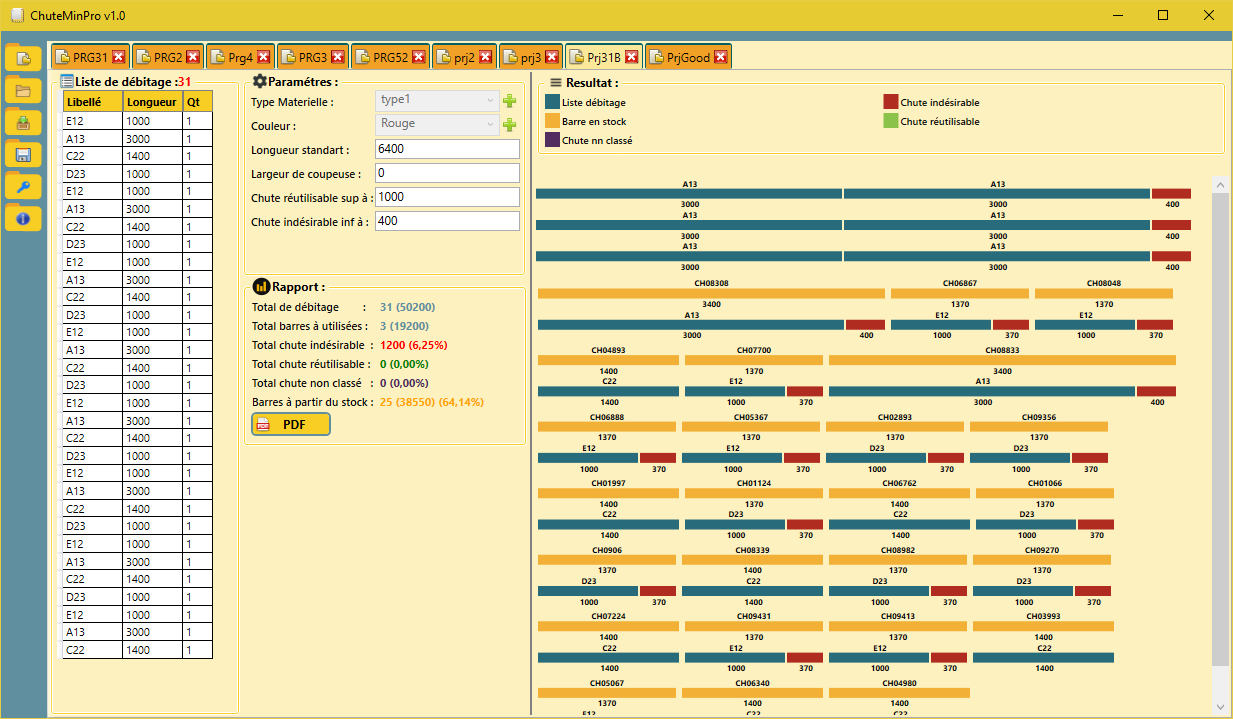 ChuteMinPro v1.0
PRG31 PRG2 Prg4 PRG3 PRG52 prj2 prj3 Prj31B PrjGood
Liste de débitage :31
Libellé Longueur Qt
E12 1000 1
A13 3000 1
C22 1400 1
D23 1000 1
E12 1000 1
A13 3000 1
C22 1400 1
D23 1000 1
E12 1000 1
A13 3000 1
C22 1400 1
D23 1000 1
E12 1000 1
A13 3000 1
C22 1400 1
D23 1000 1
E12 1000 1
A13 3000 1
C22 1400 1
D23 1000 1
E12 1000 1
A13 3000 1
C22 1400 1
D23 1000 1
E12 1000 1
A13 3000 1
C22 1400 1
D23 1000 1
E12 1000 1
A13 3000 1
C22 1400 1
Paramétres :
Type Materielle : type1
Couleur : Rouge
Longueur standart : 6400
Largeur de coupeuse : 0
Chute réutilisable sup à : 1000
Chute indésirable inf à : 400
Rapport :
Total de débitage : 31 (50200)
Total barres à utilisées : 3 (19200)
Total chute indésirable : 1200 (6,25%)
Total chute réutilisable : 0 (0,00%)
Total chute non classé : 0 (0,00%)
Barres à partir du stock : 25 (38550) (64,14%)
PDF
Resultat :
Liste débitage Chute indésirable
Barre en stock Chute réutilisable
Chute nn classé
A13 A13
3000 3000 400
A13 A13
3000 3000 400
A13 A13
3000 3000 400
CH08308 CH06867 CH08048
3400 1370 1370
A13 E12 E12
3000 400 1000 370 1000 370
CH04893 CH07700 CH08833
1400 1370 3400
C22 E12 A13
1400 1000 370 3000 400
CH06888 CH05367 CH02893 CH09356
1370 1370 1370 1370
E12 E12 D23 D23
1000 370 1000 370 1000 370 1000 370
CH01997 CH01124 CH06762 CH01066
1400 1370 1400 1370
C22 D23 C22 D23
1400 1000 370 1400 1000 370
CH0906 CH08339 CH08982 CH09270
1370 1400 1370 1370
D23 C22 D23 D23
1000 370 1400 1000 370 1000 370
CH07224 CH09431 CH09413 CH03993
1400 1370 1370 1400
C22 E12 E12 C22
1400 1000 370 1000 370 1400
CH05067 CH06340 CH04980
1370 1400 1400
E12 C22 C22